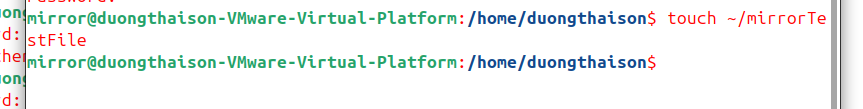 mirror@duongthaison-VMware-Virtual-Platform:/home/duongthaison$ touch ~/mirrorTe
stFile
mirror@duongthaison-VMware-Virtual-Platform:/home/duongthaison$